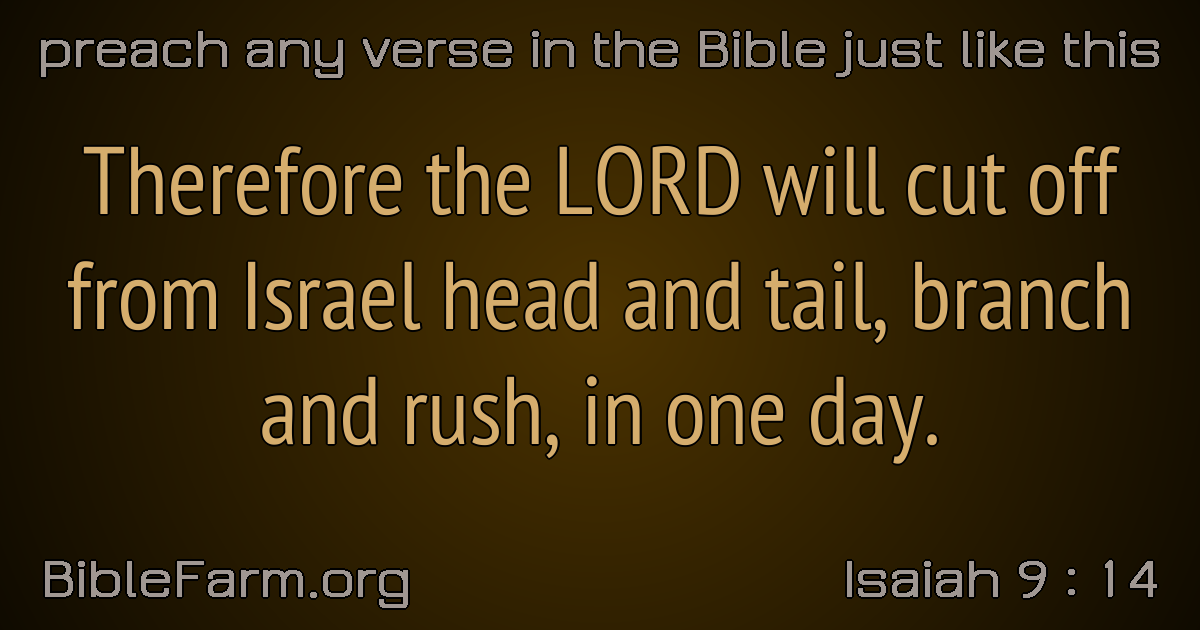 preach any verse in the Bible just like this
Therefore the LORD will cut off
from Israel head and tail, branch
and rush, in one day.
BibleFarm.org
Isaiah 9 : 14